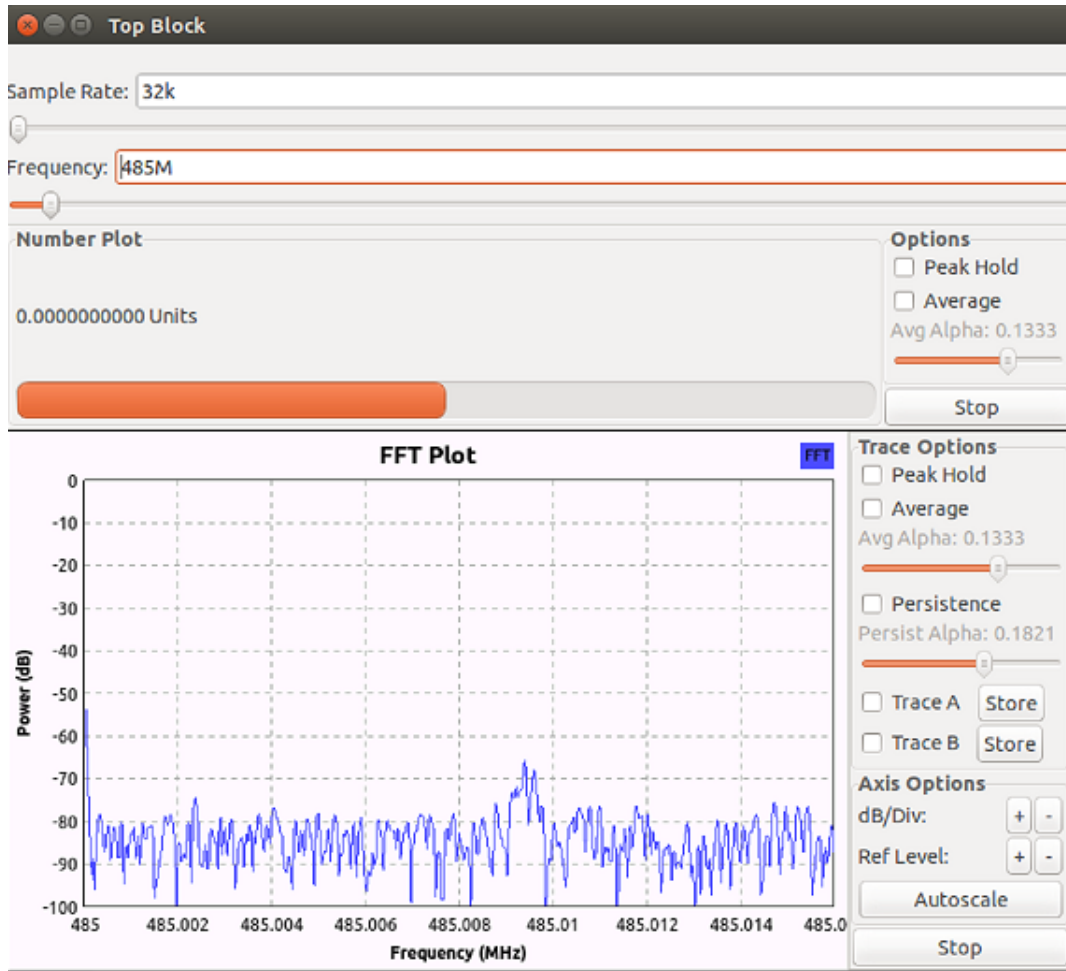 Top Block
Sample Rate: 32k
Frequency: 485M
Number Plot
0.0000000000 Units
Options
Peak Hold
Average
Avg Alpha: 0.1333
Stop
FFT Plot
FFT
0
-10
-20
-30
-40
-50
-60
-70
-80
-90
-100
Power (dB)
485 485.002 485.004 485.006 485.008 485.01 485.012 485.014 485.0
Frequency (MHz)
Trace Options
Peak Hold
Average
Avg Alpha: 0.1333
Persistence
Persist Alpha: 0.1821
Trace A Store
Trace B Store
Axis Options
dB/Div: + -
Ref Level: + -
Autoscale
Stop